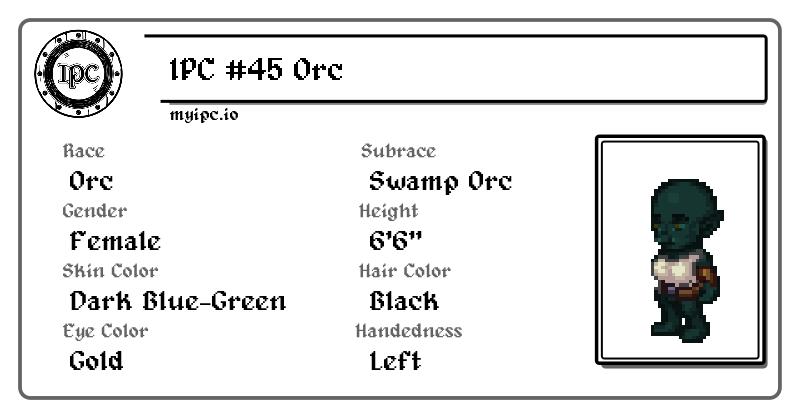 IPC
IPC #45 Orc
myipc.io
Race
Subrace
Orc
Swamp Orc
Gender
Height
Female
6'6"
Skin Color
Hair Color
Dark Blue-Green
Black
Eye Color
Handedness
Gold
Left